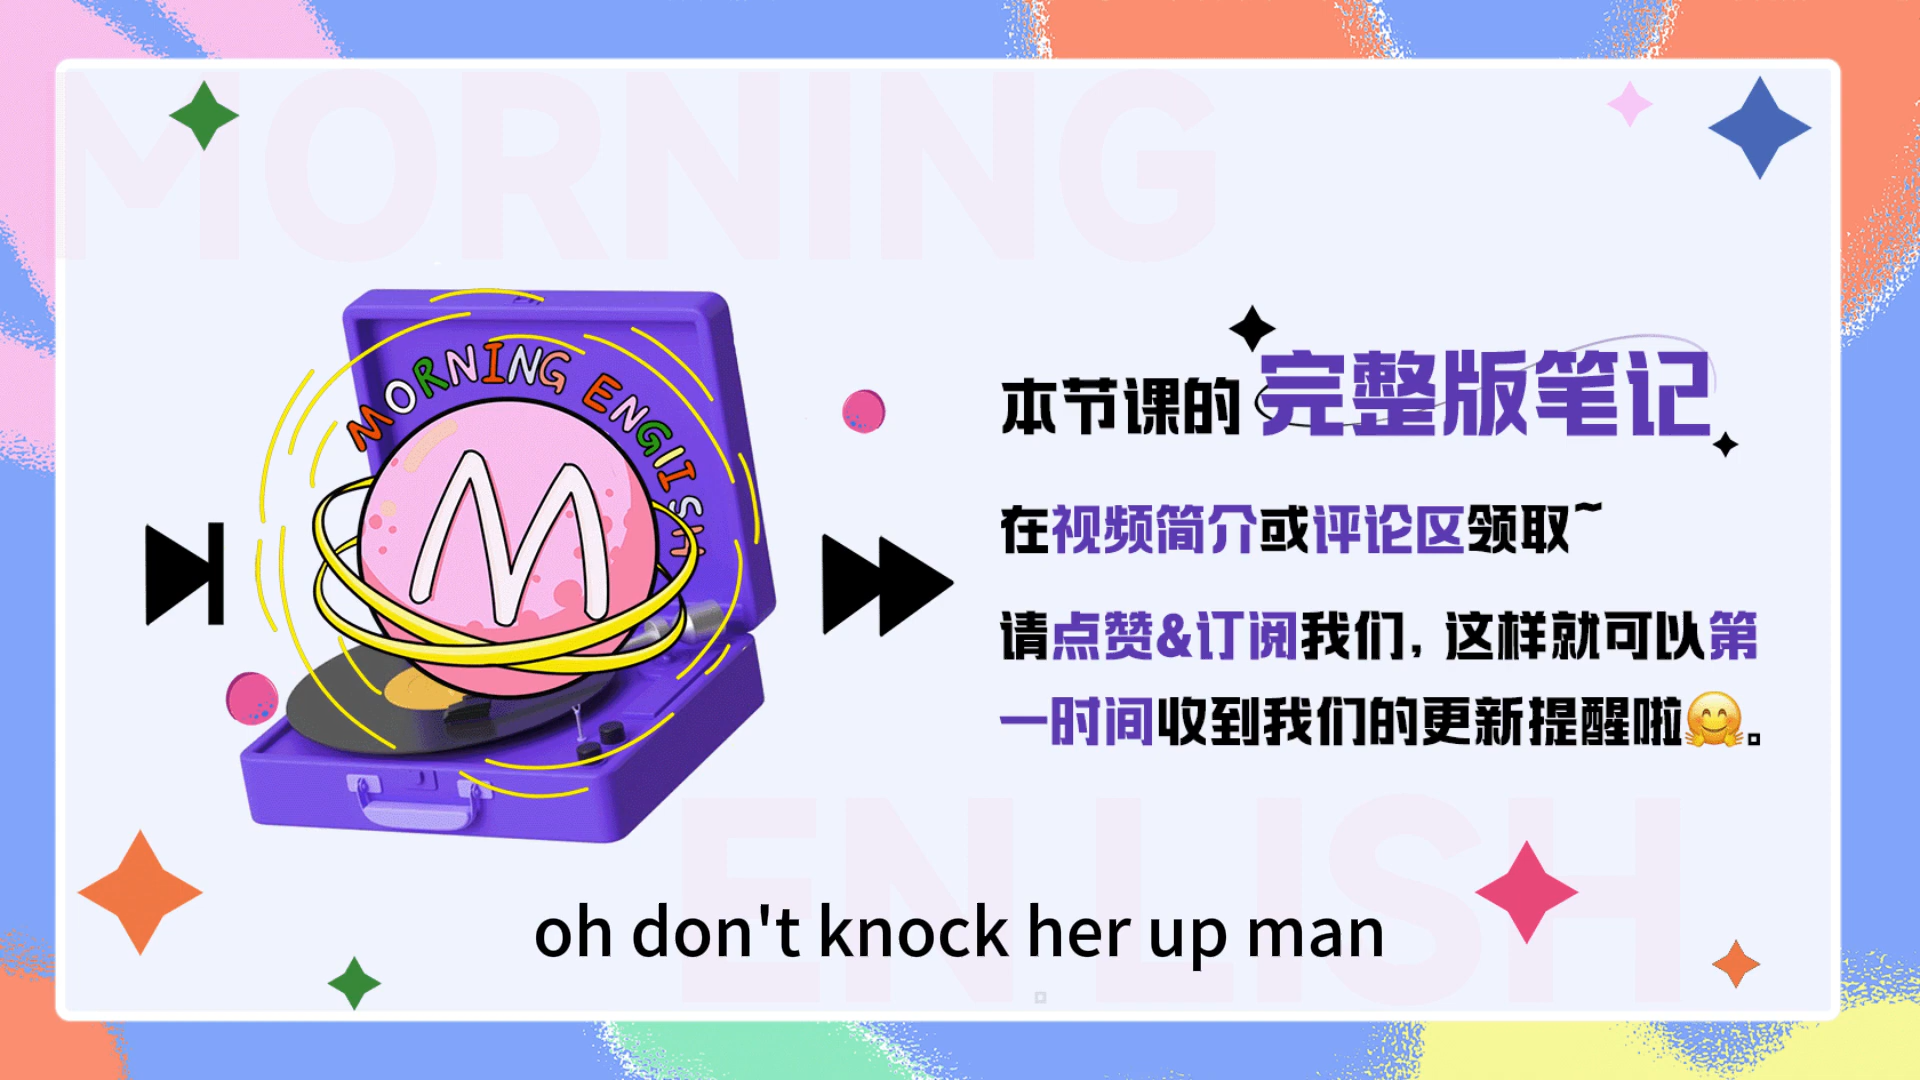 MORNING
MORNING ENGlISH
M
本节课的 完整版笔记
在视频简介或评论区领取~
请点赞&订阅我们, 这样就可以第
一时间收到我们的更新提醒啦🤗。
EN LISH
oh don't knock her up man